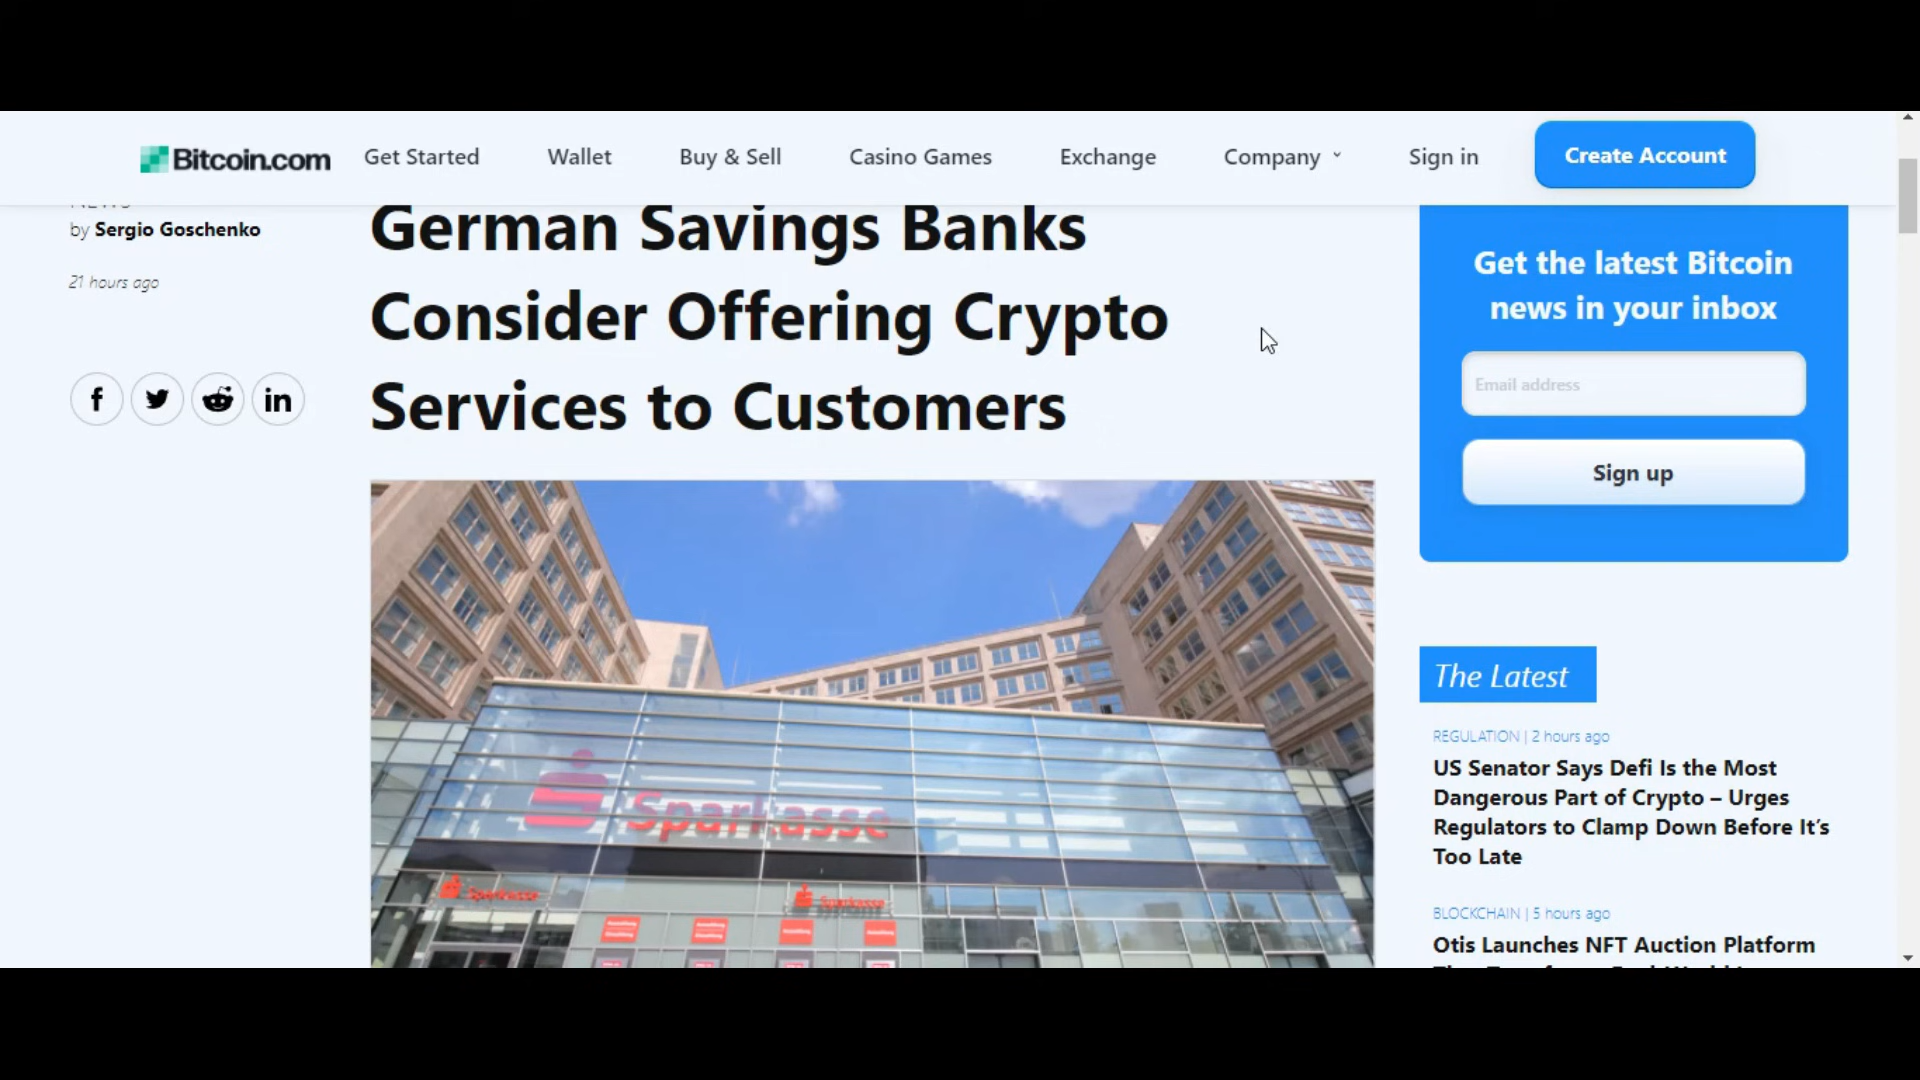 Bitcoin.com
Get Started
Wallet
Buy & Sell
Casino Games
Exchange
Company
Sign in
Create Account
by Sergio Goschenko
21 hours ago
German Savings Banks
Consider Offering Crypto
Services to Customers
Sparkasse
Sparkasse
Sparkasse
Get the latest Bitcoin
news in your inbox
Email address
Sign up
The Latest
REGULATION | 2 hours ago
US Senator Says Defi Is the Most
Dangerous Part of Crypto – Urges
Regulators to Clamp Down Before It's
Too Late
BLOCKCHAIN | 5 hours ago
Otis Launches NFT Auction Platform